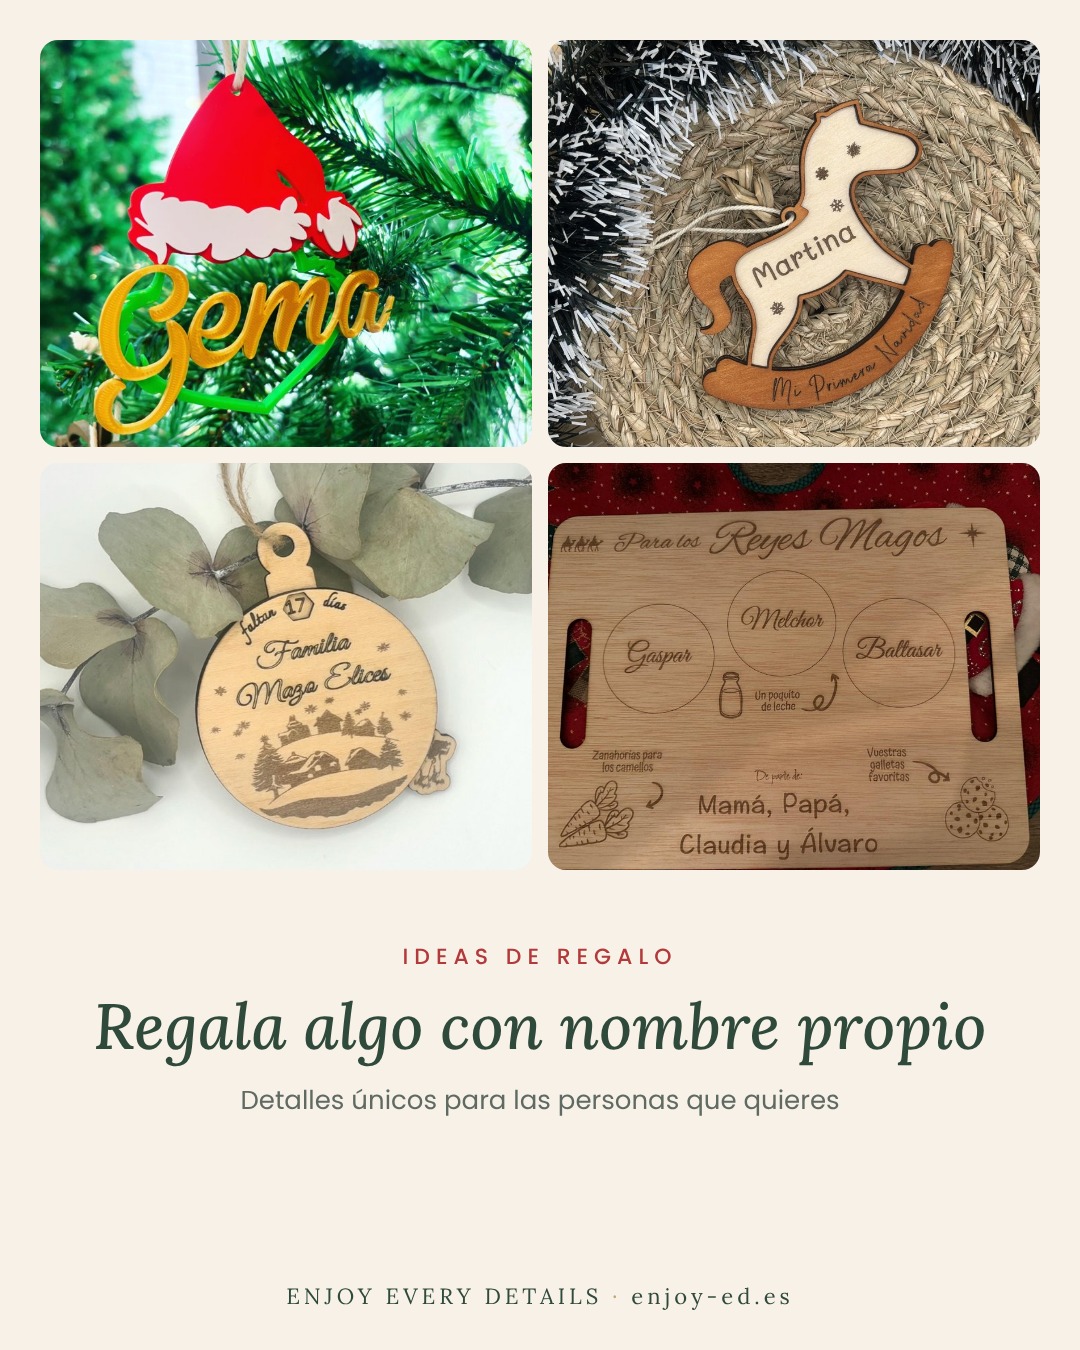 Gema
Martina
Mi Primera Navidad
faltan 17 días
Familia
Mazo Elices
Para los Reyes Magos
Gaspar
Melchor
Baltasar
Un poquito
de leche
Zanahorias para
los camellos
Vuestras
galletas
favoritas
De parte de:
Mamá, Papá,
Claudia y Álvaro
IDEAS DE REGALO
Regala algo con nombre propio
Detalles únicos para las personas que quieres
ENJOY EVERY DETAILS · enjoy-ed.es